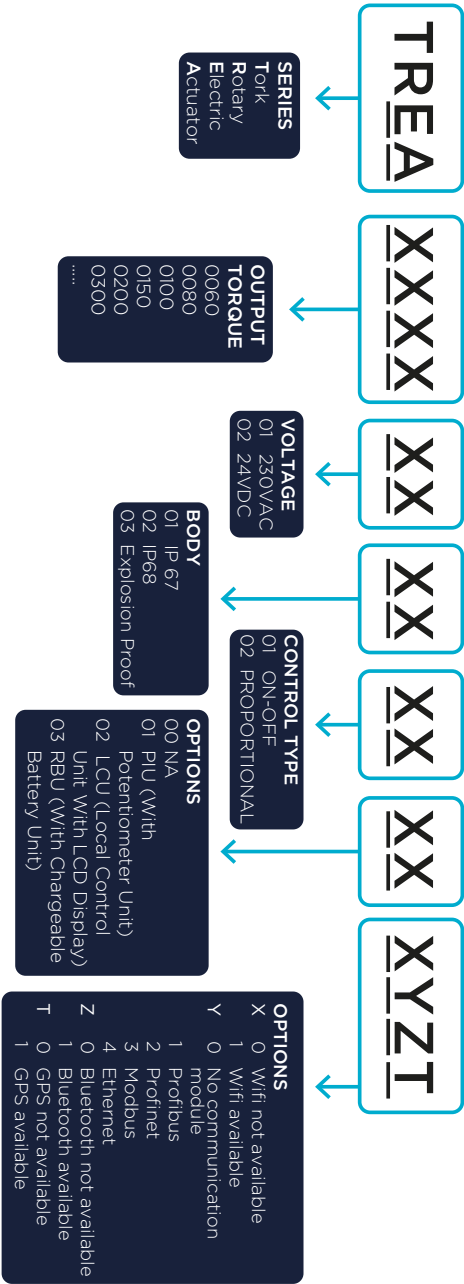 TREA
XXXX
XX
XX
XX
XX
XYZT
SERIES
Tork
Rotary
Electric
Actuator
OUTPUT
TORQUE
0060
0080
0100
0150
0200
0300
.....
VOLTAGE
01 230VAC
02 24VDC
BODY
01 IP 67
02 IP68
03 Explosion Proof
CONTROL TYPE
01 ON-OFF
02 PROPORTIONAL
OPTIONS
00 NA
01 PIU (With
Potentiometer Unit)
02 LCU (Local Control
Unit With LCD Display)
03 RBU (With Chargeable
Battery Unit)
OPTIONS
X 0 Wifi not available
1 Wifi available
Y 0 No communication
module
1 Profibus
2 Profinet
3 Modbus
4 Ethernet
Z 0 Bluetooth not available
1 Bluetooth available
T 0 GPS not available
1 GPS available